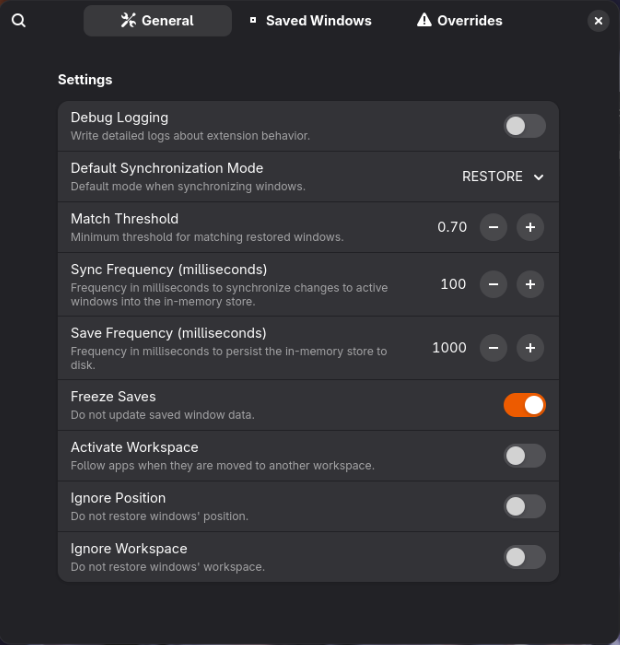 General
Saved Windows
Overrides
Settings
Debug Logging
Write detailed logs about extension behavior.
Default Synchronization Mode
Default mode when synchronizing windows.
RESTORE
Match Threshold
Minimum threshold for matching restored windows.
0.70
Sync Frequency (milliseconds)
Frequency in milliseconds to synchronize changes to active
windows into the in-memory store.
100
Save Frequency (milliseconds)
Frequency in milliseconds to persist the in-memory store to
disk.
1000
Freeze Saves
Do not update saved window data.
Activate Workspace
Follow apps when they are moved to another workspace.
Ignore Position
Do not restore windows' position.
Ignore Workspace
Do not restore windows' workspace.